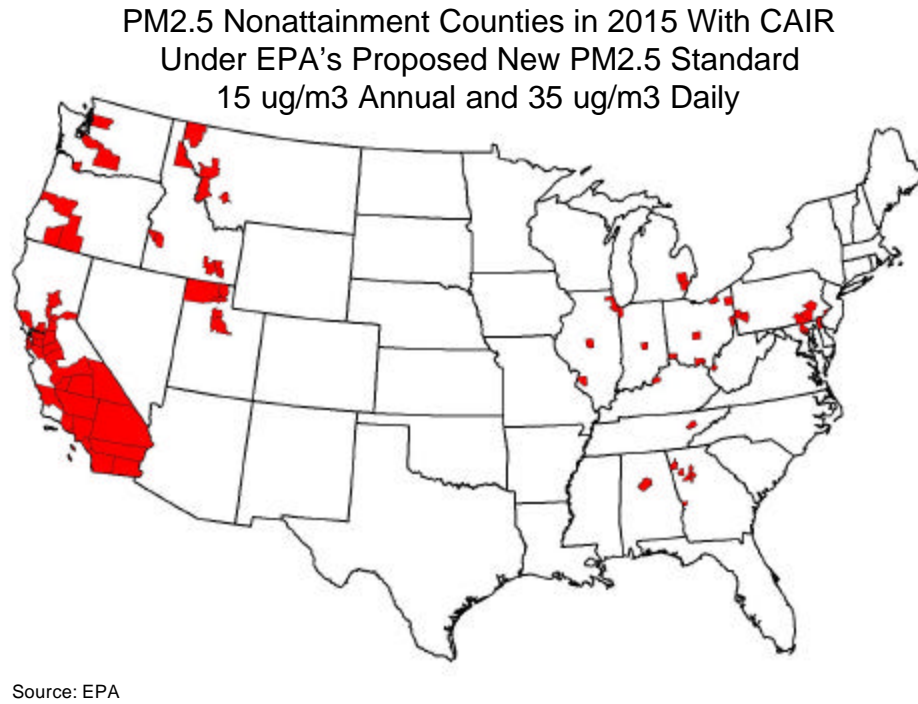 PM2.5 Nonattainment Counties in 2015 With CAIR
Under EPA's Proposed New PM2.5 Standard
15 ug/m3 Annual and 35 ug/m3 Daily
Source: EPA